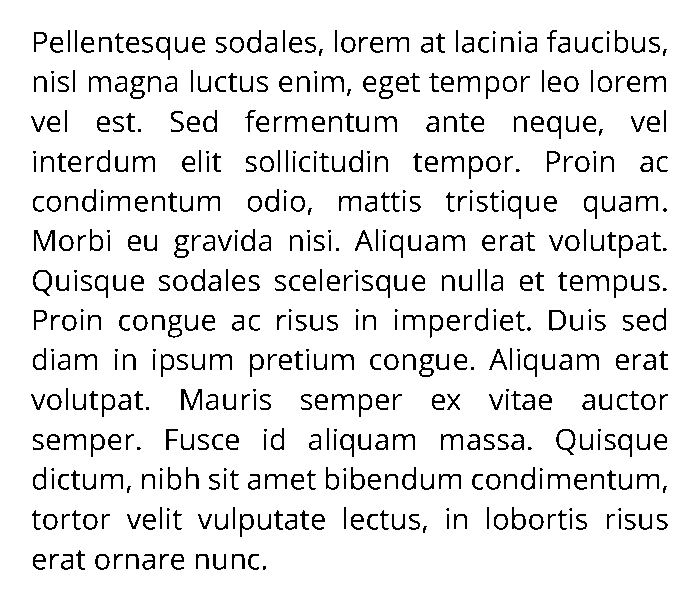 Pellentesque sodales, lorem at lacinia faucibus,
nisl magna luctus enim, eget tempor leo lorem
vel est. Sed fermentum ante neque, vel
interdum elit sollicitudin tempor. Proin ac
condimentum odio, mattis tristique quam.
Morbi eu gravida nisi. Aliquam erat volutpat.
Quisque sodales scelerisque nulla et tempus.
Proin congue ac risus in imperdiet. Duis sed
diam in ipsum pretium congue. Aliquam erat
volutpat. Mauris semper ex vitae auctor
semper. Fusce id aliquam massa. Quisque
dictum, nibh sit amet bibendum condimentum,
tortor velit vulputate lectus, in lobortis risus
erat ornare nunc.